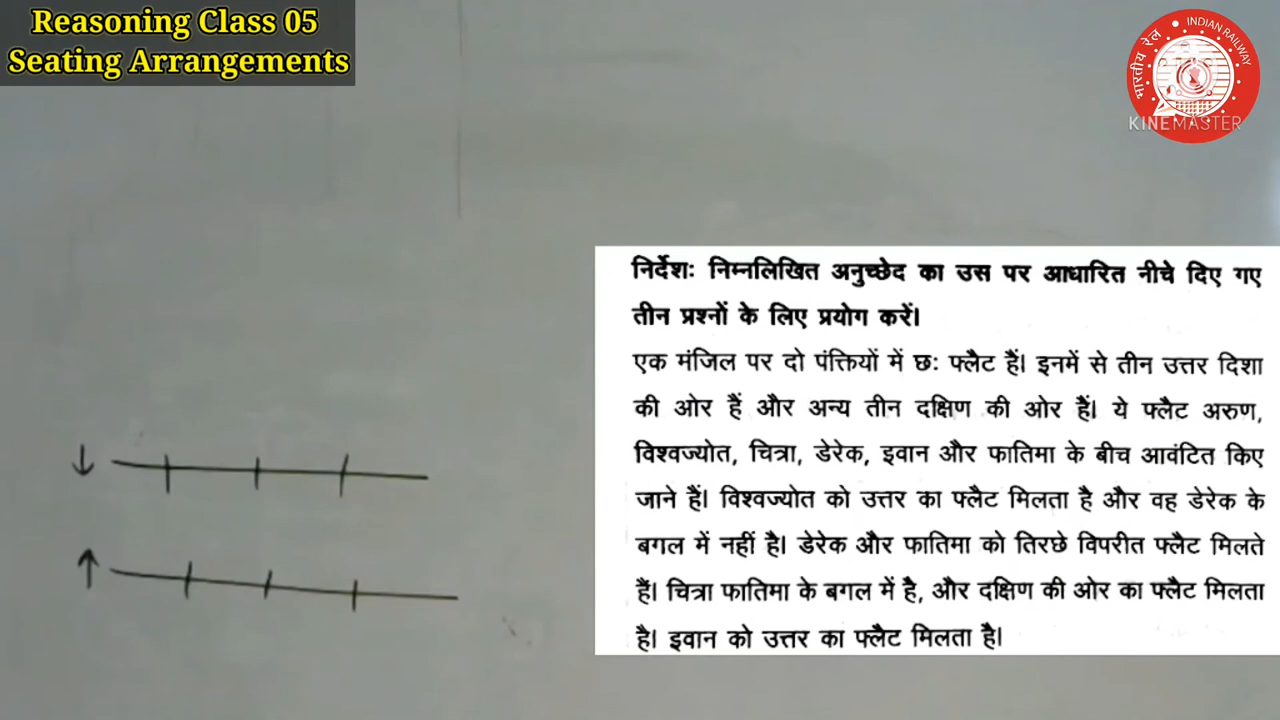 Reasoning Class 05
Seating Arrangements
भारतीय रेल
INDIAN RAILWAY
KINEMASTER
निर्देशः निम्नलिखित अनुच्छेद का उस पर आधारित नीचे दिए गए
तीन प्रश्नों के लिए प्रयोग करें।
एक मंजिल पर दो पंक्तियों में छः फ्लैट हैं। इनमें से तीन उत्तर दिशा
की ओर हैं और अन्य तीन दक्षिण की ओर हैं। ये फ्लैट अरुण,
विश्वज्योत, चित्रा, डेरेक, इवान और फातिमा के बीच आवंटित किए
जाने हैं। विश्वज्योत को उत्तर का फ्लैट मिलता है और वह डेरेक के
बगल में नहीं है। डेरेक और फातिमा को तिरछे विपरीत फ्लैट मिलते
हैं। चित्रा फातिमा के बगल में है, और दक्षिण की ओर का फ्लैट मिलता
है। इवान को उत्तर का फ्लैट मिलता है।